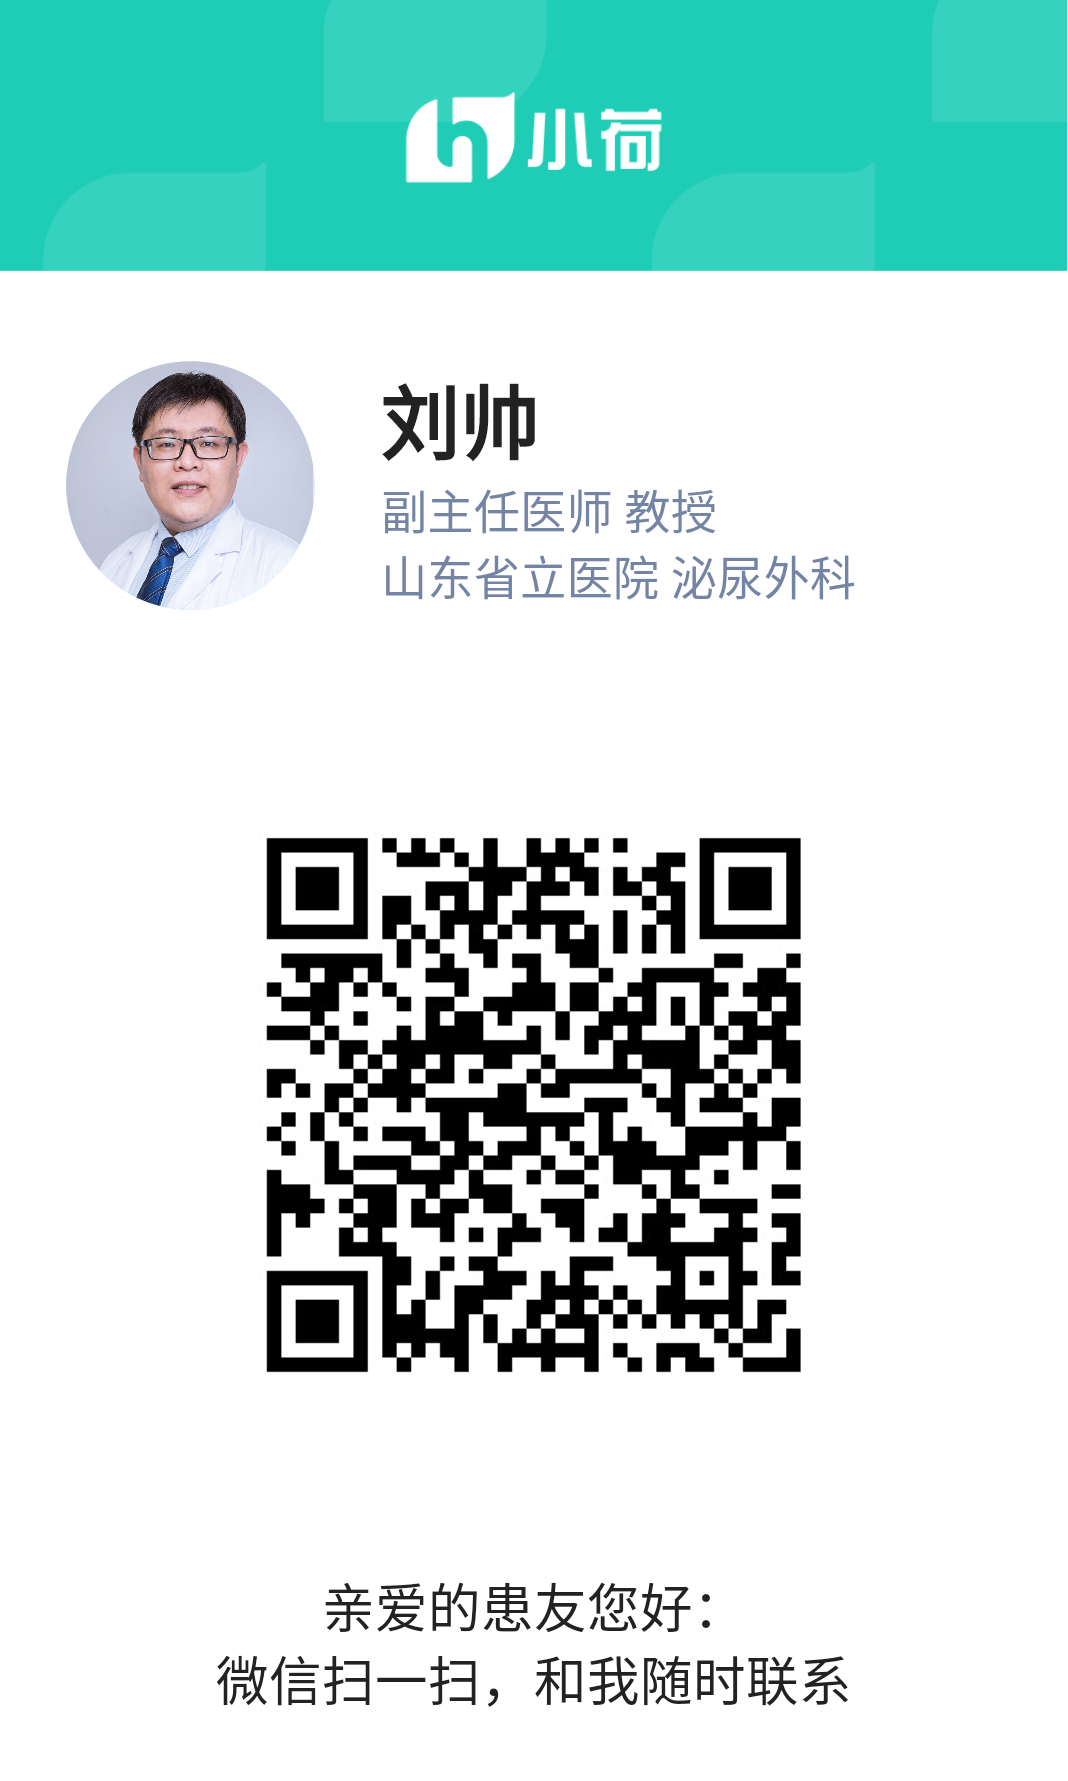 小荷
刘帅
副主任医师 教授
山东省立医院 泌尿外科
亲爱的患友您好：
微信扫一扫，和我随时联系